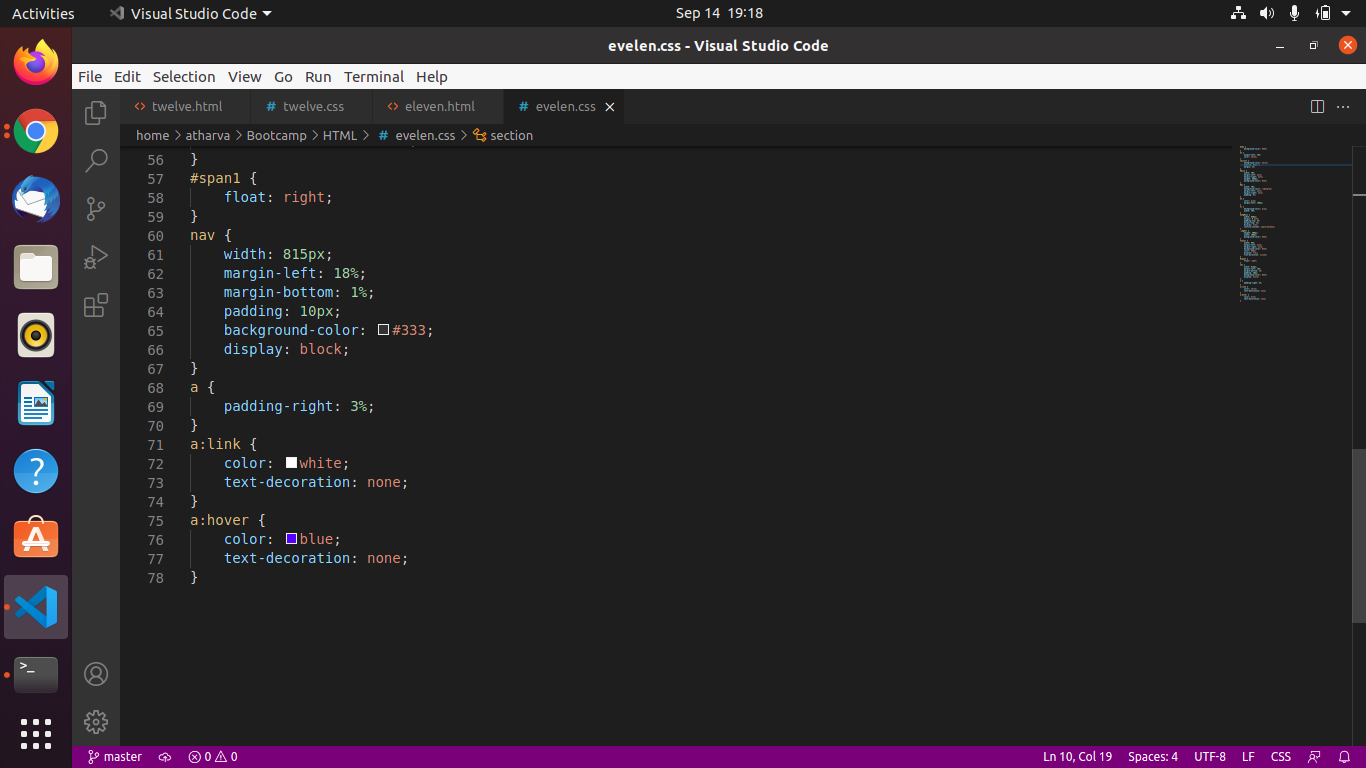 Activities Visual Studio Code Sep 14 19:18
evelen.css - Visual Studio Code
File Edit Selection View Go Run Terminal Help
<> twelve.html # twelve.css <> eleven.html # evelen.css
home > atharva > Bootcamp > HTML > # evelen.css > section
56 }
57 #span1 {
58     float: right;
59 }
60 nav {
61     width: 815px;
62     margin-left: 18%;
63     margin-bottom: 1%;
64     padding: 10px;
65     background-color: #333;
66     display: block;
67 }
68 a {
69     padding-right: 3%;
70 }
71 a:link {
72     color: white;
73     text-decoration: none;
74 }
75 a:hover {
76     color: blue;
77     text-decoration: none;
78 }
master 0 0 Ln 10, Col 19 Spaces: 4 UTF-8 LF CSS